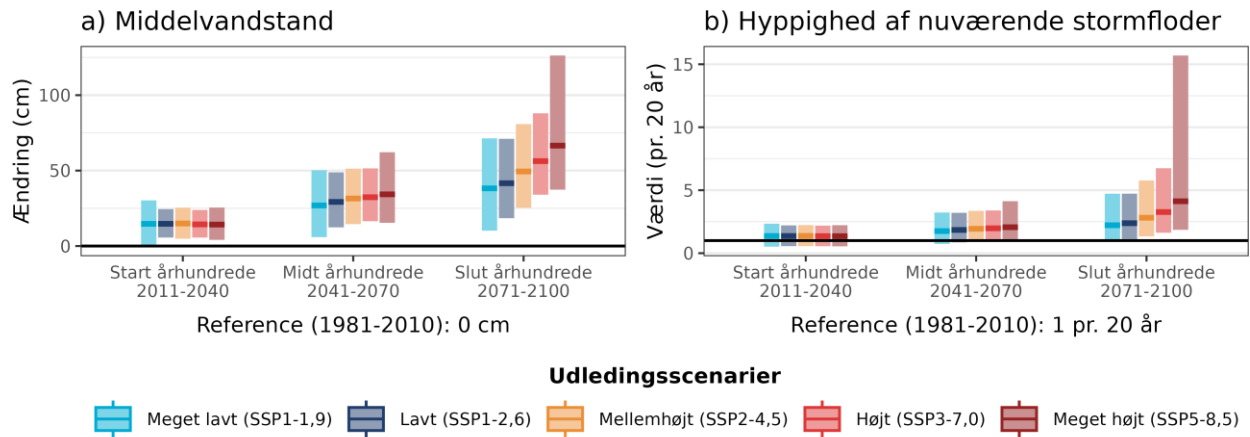 a) Middelvandstand
Ændring (cm)
100
50
0
Start århundrede
2011-2040
Midt århundrede
2041-2070
Slut århundrede
2071-2100
Reference (1981-2010): 0 cm
b) Hyppighed af nuværende stormfloder
Værdi (pr. 20 år)
15
10
5
0
Start århundrede
2011-2040
Midt århundrede
2041-2070
Slut århundrede
2071-2100
Reference (1981-2010): 1 pr. 20 år
Udledingsscenarier
Meget lavt (SSP1-1,9)
Lavt (SSP1-2,6)
Mellemhøjt (SSP2-4,5)
Højt (SSP3-7,0)
Meget højt (SSP5-8,5)